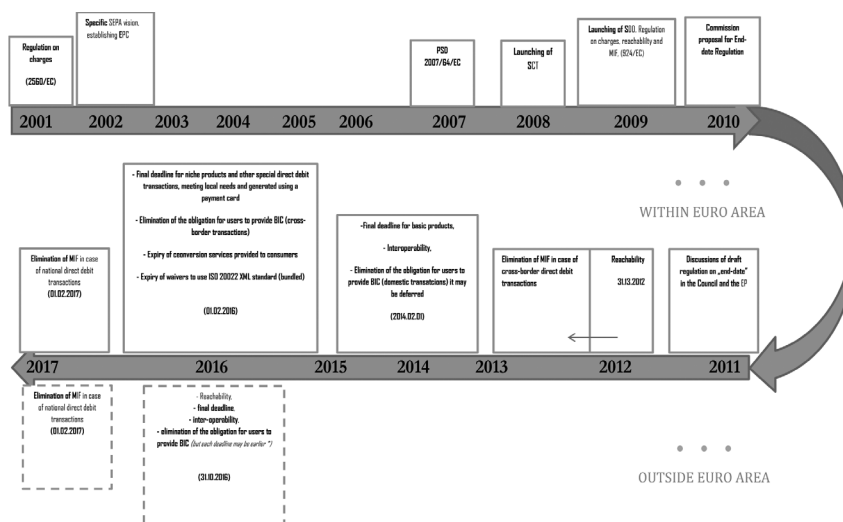 Regulation on
charges
(2560/EC)
Specific SEPA vision,
establishing EPC
PSD
2007/64/EC
Launching of
SCT
Launching of SDD, Regulation
on charges, reachablility and
MIF, (924/EC)
Commission
proposal for End-
date Regulation
2001 2002 2003 2004 2005 2006 2007 2008 2009 2010
WITHIN EURO AREA
Elimination of MIF in case
of national direct debit
transactions
(01.02.2017)
- Final deadline for niche products and other special direct debit
transactions, meeting local needs and generated using a
payment card
- Elimination of the obligation for users to provide BIC (cross-
border transactions)
- Expiry of ceonversion services provided to consumers
- Expiry of waivers to use ISO 20022 XML standard (bundled)
(01.02.2016)
-Final deadline for basic products,
- Interoperability,
- Elimination of the obligation for users to
provide BIC (domestic transatcions) it may
be deferred
(2014.02.01)
Elimination of MIF in case of
cross-border direct debit
transactions
Reachability
31.13.2012
Discussions of draft
regulation on „end-date"
in the Council and the EP
2017 2016 2015 2014 2013 2012 2011
Elimination of MIF in case
of national direct debit
transactions
(01.02.2017)
- Reachability,
- final deadline,
- inter-operability,
- elimination of the obligation for users to
provide BIC (but each deadline may be earlier *)
(31.10.2016)
OUTSIDE EURO AREA